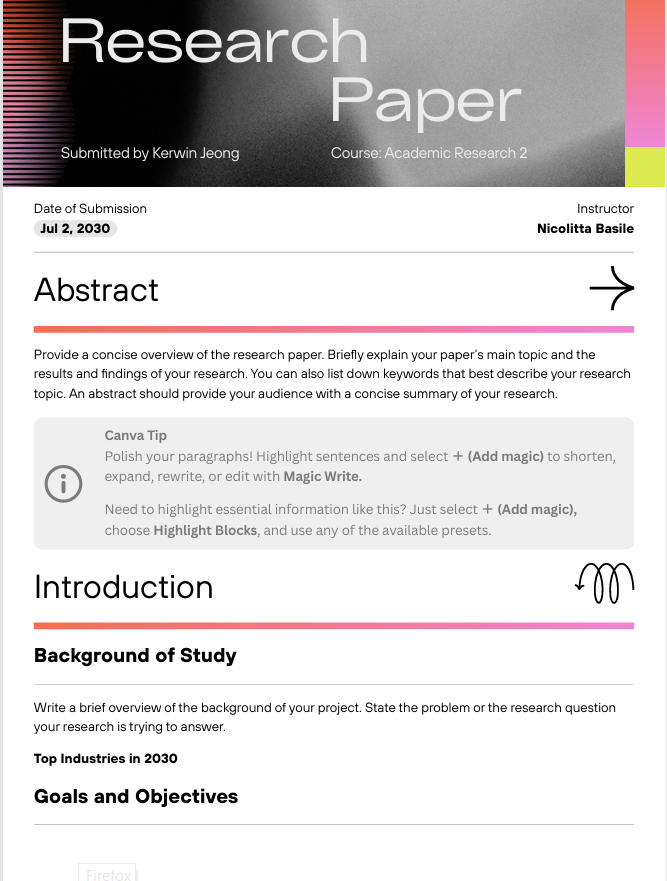 Research
Paper
Submitted by Kerwin Jeong
Course: Academic Research 2
Date of Submission
Jul 2, 2030
Instructor
Nicolitta Basile
Abstract
Provide a concise overview of the research paper. Briefly explain your paper's main topic and the
results and findings of your research. You can also list down keywords that best describe your research
topic. An abstract should provide your audience with a concise summary of your research.
Canva Tip
Polish your paragraphs! Highlight sentences and select + (Add magic) to shorten,
expand, rewrite, or edit with Magic Write.
Need to highlight essential information like this? Just select + (Add magic),
choose Highlight Blocks, and use any of the available presets.
Introduction
Background of Study
Write a brief overview of the background of your project. State the problem or the research question
your research is trying to answer.
Top Industries in 2030
Goals and Objectives
Firefox